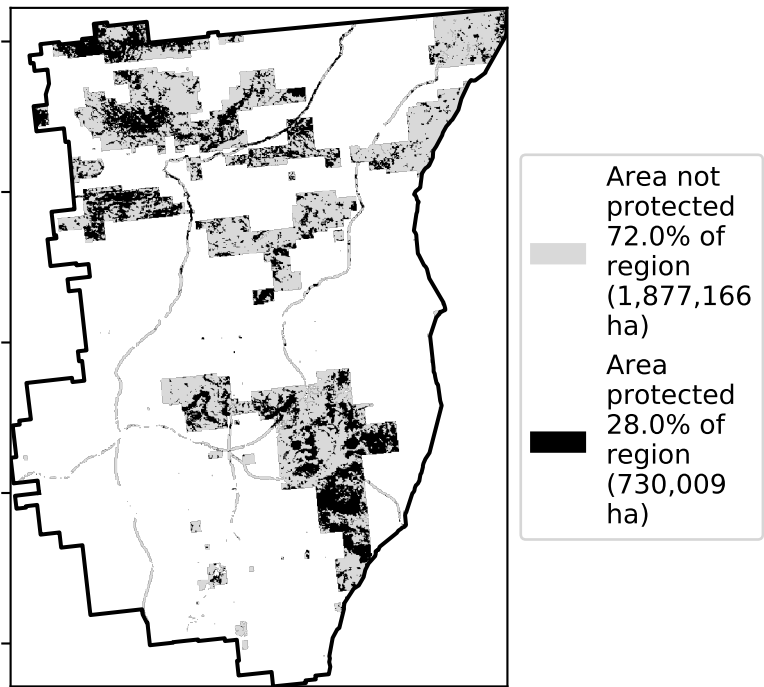 Area not
protected
72.0% of
region
(1,877,166
ha)
Area
protected
28.0% of
region
(730,009
ha)